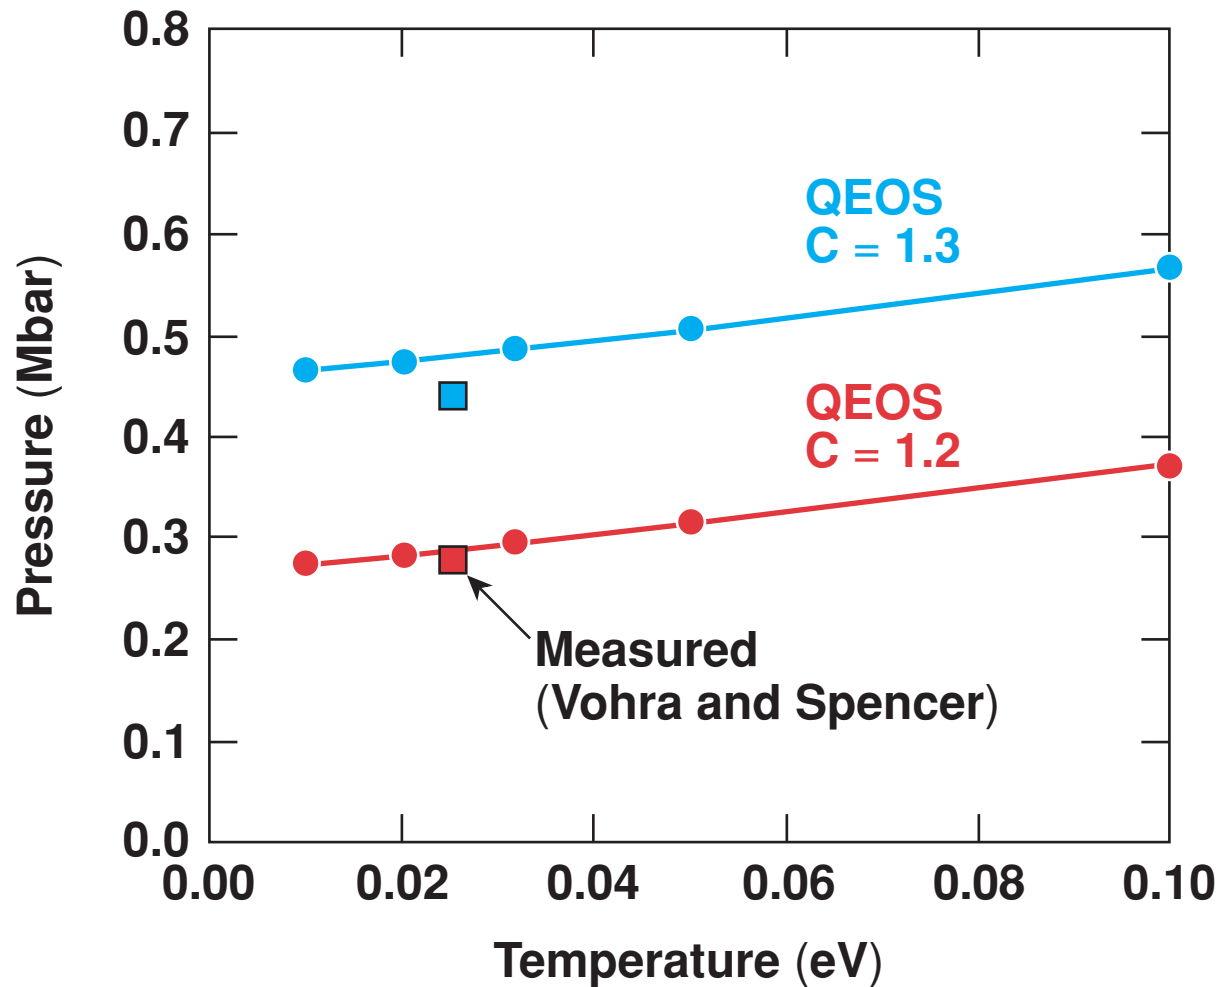 0.8
0.7
0.6
0.5
0.4
0.3
0.2
0.1
0.0
Pressure (Mbar)
QEOS
C = 1.3
QEOS
C = 1.2
Measured
(Vohra and Spencer)
0.00 0.02 0.04 0.06 0.08 0.10
Temperature (eV)